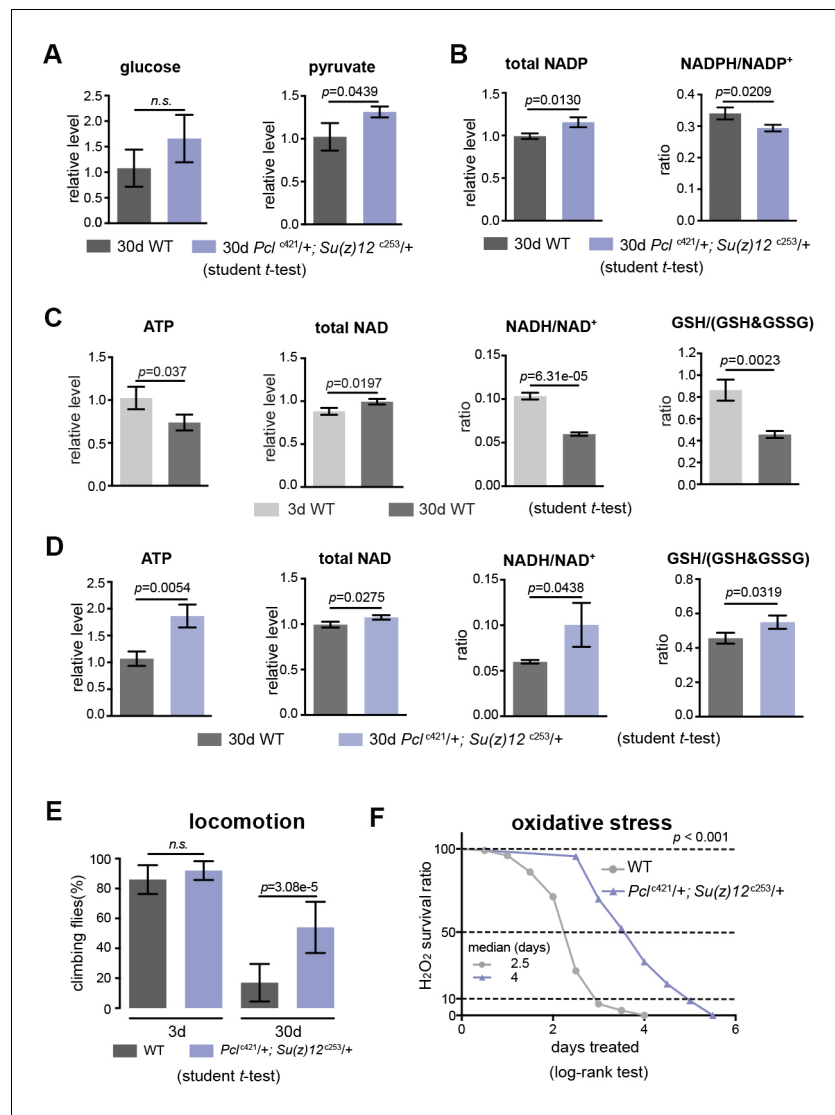 A
glucose
pyruvate
n.s.
p=0.0439
relative level
2.5
2.0
1.5
1.0
0.5
0.0
relative level
1.5
1.0
0.5
0.0
30d WT
30d Pcl c421/+; Su(z)12 c253/+
(student t-test)
B
total NADP
NADPH/NADP+
p=0.0130
p=0.0209
relative level
1.5
1.0
0.5
0.0
ratio
0.4
0.3
0.2
0.1
0.0
30d WT
30d Pcl c421/+; Su(z)12 c253/+
(student t-test)
C
ATP
total NAD
NADH/NAD+
GSH/(GSH&GSSG)
p=0.037
p=0.0197
p=6.31e-05
p=0.0023
relative level
1.5
1.0
0.5
0.0
relative level
1.5
1.0
0.5
0.0
ratio
0.15
0.10
0.05
0.00
ratio
1.2
1.0
0.8
0.6
0.4
0.2
0.0
3d WT
30d WT
(student t-test)
D
ATP
total NAD
NADH/NAD+
GSH/(GSH&GSSG)
p=0.0054
p=0.0275
p=0.0438
p=0.0319
relative level
2.5
2.0
1.5
1.0
0.5
0.0
relative level
1.5
1.0
0.5
0.0
ratio
0.15
0.10
0.05
0.00
ratio
0.8
0.6
0.4
0.2
0.0
30d WT
30d Pcl c421/+; Su(z)12 c253/+
(student t-test)
E
locomotion
n.s.
p=3.08e-5
climbing flies(%)
100
80
60
40
20
0
3d
30d
WT
Pcl c421/+; Su(z)12 c253/+
(student t-test)
F
oxidative stress
p < 0.001
WT
Pcl c421/+; Su(z)12 c253/+
H2O2 survival ratio
100
50
10
0
median (days)
2.5
4
0
2
4
6
days treated
(log-rank test)